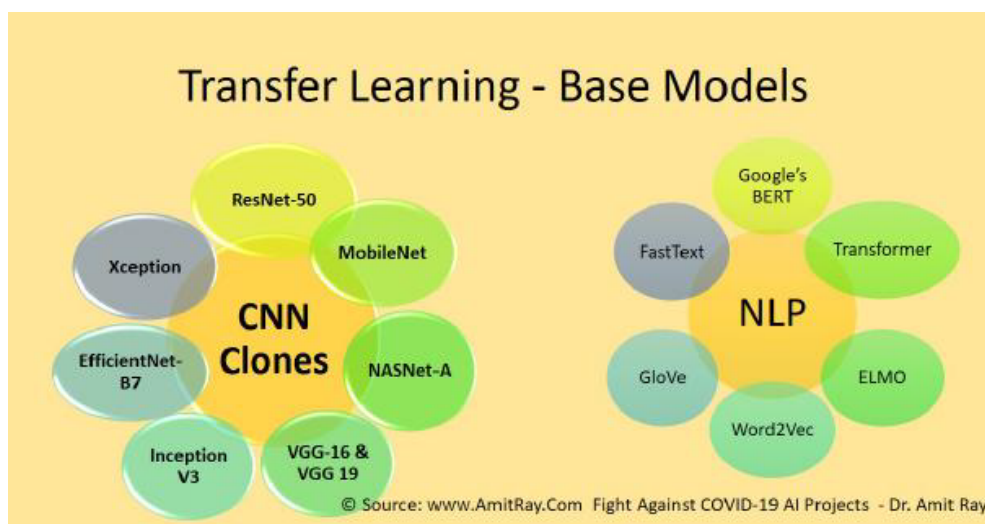 Transfer Learning - Base Models
ResNet-50
MobileNet
NASNet-A
VGG-16 &
VGG 19
Inception
V3
EfficientNet-
B7
Xception
CNN
Clones
Google's
BERT
Transformer
ELMO
Word2Vec
GloVe
FastText
NLP
© Source: www.AmitRay.Com Fight Against COVID-19 AI Projects - Dr. Amit Ray